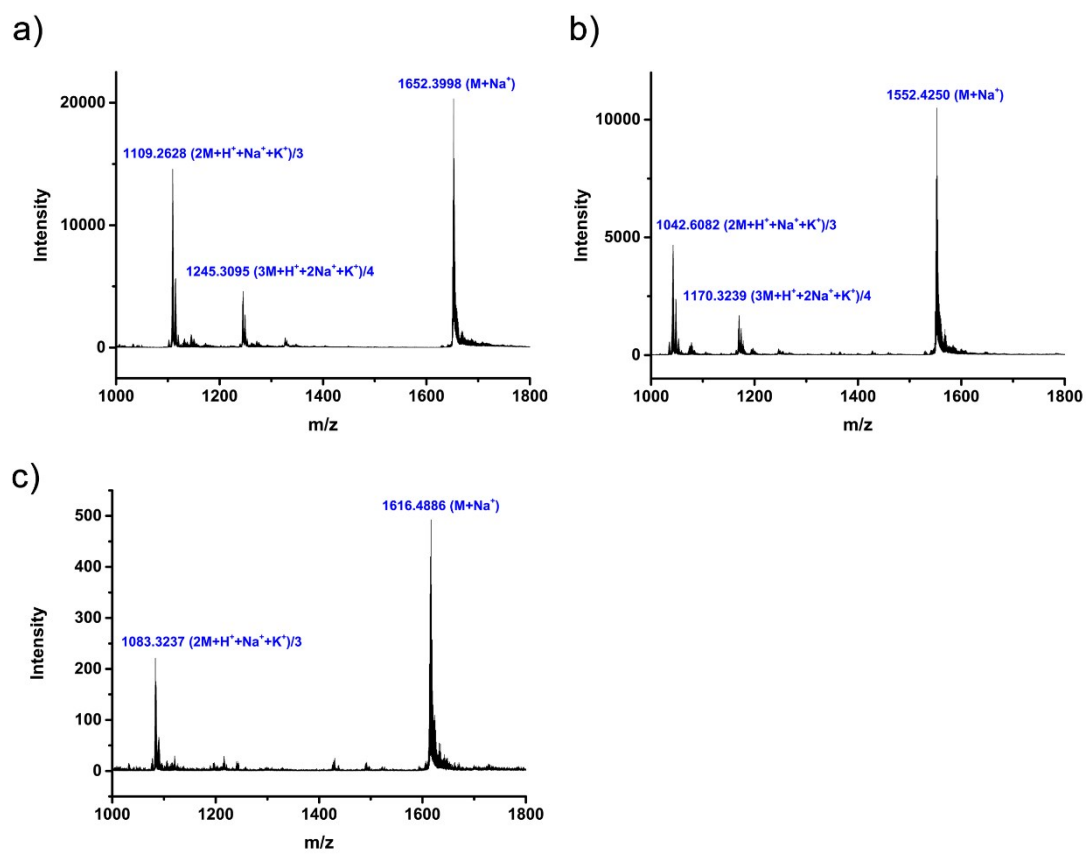 a)
1652.3998 (M+Na⁺)
1109.2628 (2M+H⁺+Na⁺+K⁺)/3
1245.3095 (3M+H⁺+2Na⁺+K⁺)/4
20000
10000
0
Intensity
1000 1200 1400 1600 1800
m/z
b)
1552.4250 (M+Na⁺)
1042.6082 (2M+H⁺+Na⁺+K⁺)/3
1170.3239 (3M+H⁺+2Na⁺+K⁺)/4
10000
5000
0
Intensity
1000 1200 1400 1600 1800
m/z
c)
1616.4886 (M+Na⁺)
1083.3237 (2M+H⁺+Na⁺+K⁺)/3
500
400
300
200
100
0
Intensity
1000 1200 1400 1600 1800
m/z